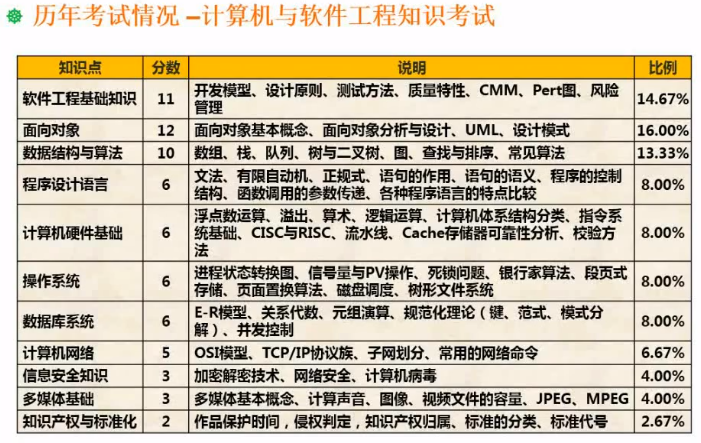 历年考试情况 –计算机与软件工程知识考试
知识点 分数 说明 比例
软件工程基础知识 11 开发模型、设计原则、测试方法、质量特性、CMM、Pert图、风险
管理 14.67%
面向对象 12 面向对象基本概念、面向对象分析与设计、UML、设计模式 16.00%
数据结构与算法 10 数组、栈、队列、树与二叉树、图、查找与排序、常见算法 13.33%
程序设计语言 6 文法、有限自动机、正规式、语句的作用、语句的语义、程序的控制
结构、函数调用的参数传递、各种程序语言的特点比较 8.00%
计算机硬件基础 6 浮点数运算、溢出、算术、逻辑运算、计算机体系结构分类、指令系
统基础、CISC与RISC、流水线、Cache存储器可靠性分析、校验方
法 8.00%
操作系统 6 进程状态转换图、信号量与PV操作、死锁问题、银行家算法、段页式
存储、页面置换算法、磁盘调度、树形文件系统 8.00%
数据库系统 6 E-R模型、关系代数、元组演算、规范化理论（键、范式、模式分
解）、并发控制 8.00%
计算机网络 5 OSI模型、TCP/IP协议族、子网划分、常用的网络命令 6.67%
信息安全知识 3 加密解密技术、网络安全、计算机病毒 4.00%
多媒体基础 3 多媒体基本概念、计算声音、图像、视频文件的容量、JPEG、MPEG 4.00%
知识产权与标准化 2 作品保护时间，侵权判定，知识产权归属、标准的分类、标准代号 2.67%